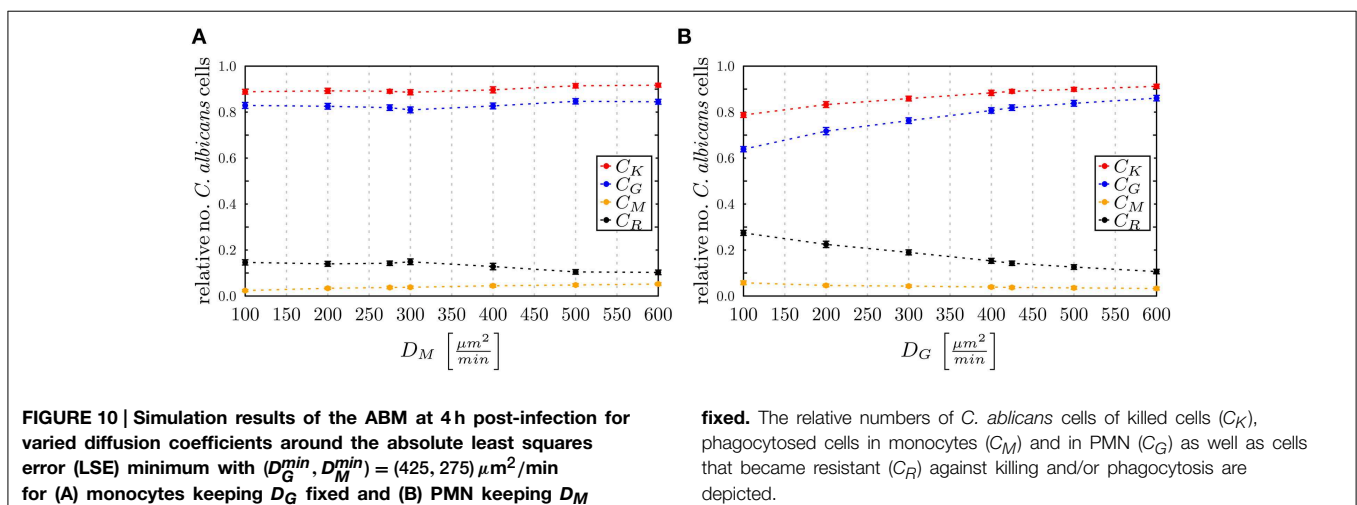 A
relative no. C. albicans cells
1.0
0.8
0.6
0.4
0.2
0.0
C_K
C_G
C_M
C_R
100 150 200 250 300 350 400 450 500 550 600
D_M [μm²/min]
B
relative no. C. albicans cells
1.0
0.8
0.6
0.4
0.2
0.0
C_K
C_G
C_M
C_R
100 150 200 250 300 350 400 450 500 550 600
D_G [μm²/min]
FIGURE 10 | Simulation results of the ABM at 4 h post-infection for
varied diffusion coefficients around the absolute least squares
error (LSE) minimum with (D_G^min, D_M^min) = (425, 275) μm²/min
for (A) monocytes keeping D_G fixed and (B) PMN keeping D_M
fixed. The relative numbers of C. ablicans cells of killed cells (C_K),
phagocytosed cells in monocytes (C_M) and in PMN (C_G) as well as cells
that became resistant (C_R) against killing and/or phagocytosis are
depicted.